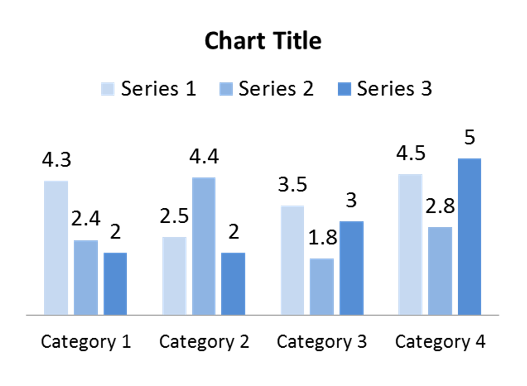 Chart Title
Series 1 Series 2 Series 3
4.3 2.4 2 2.5 4.4 2 3.5 1.8 3 4.5 2.8 5
Category 1 Category 2 Category 3 Category 4